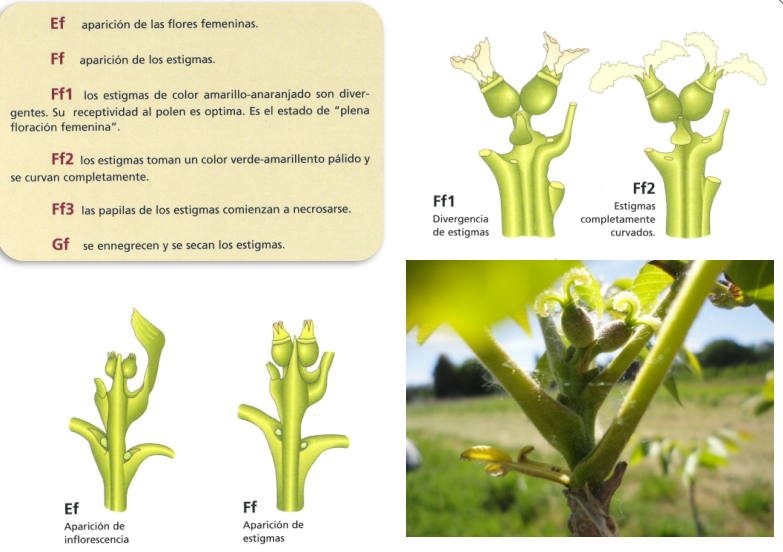 Ef aparición de las flores femeninas.
Ff aparición de los estigmas.
Ff1 los estigmas de color amarillo-anaranjado son diver-
gentes. Su receptividad al polen es optima. Es el estado de “plena
floración femenina”.
Ff2 los estigmas toman un color verde-amarillento pálido y
se curvan completamente.
Ff3 las papilas de los estigmas comienzan a necrosarse.
Gf se ennegrecen y se secan los estigmas.
Ff1
Divergencia
de estigmas
Ff2
Estigmas
completamente
curvados.
Ef
Aparición de
inflorescencia
Ff
Aparición de
estigmas